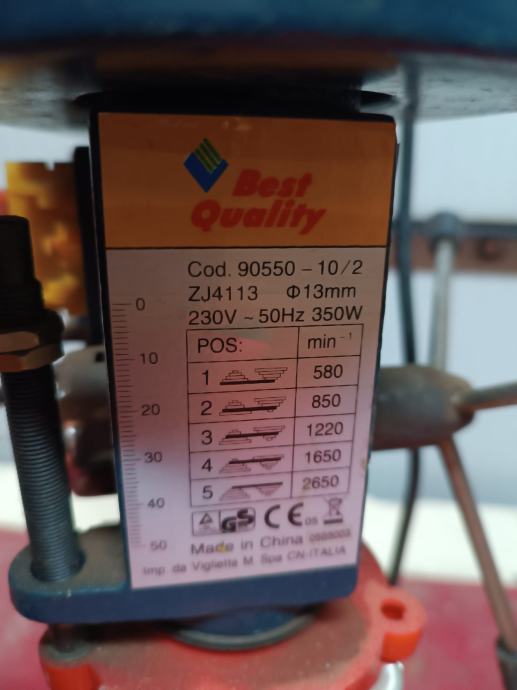 Best
Quality
Cod. 90550 - 10/2
ZJ4113 Φ13mm
230V ~ 50Hz 350W
POS: min⁻¹
1 580
2 850
3 1220
4 1650
5 2650
GS CE 05
Made in China
Imp. da Viglietta M. Spa CN-ITALIA
0
10
20
30
40
50